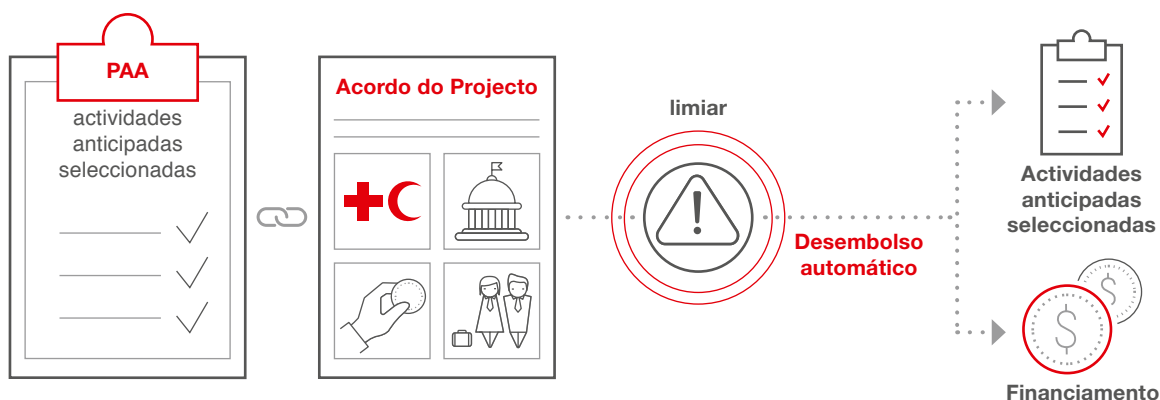 PAA
actividades
anticipadas
seleccionadas
Acordo do Projecto
limiar
Desembolso
automático
Actividades
anticipadas
seleccionadas
Financiamento